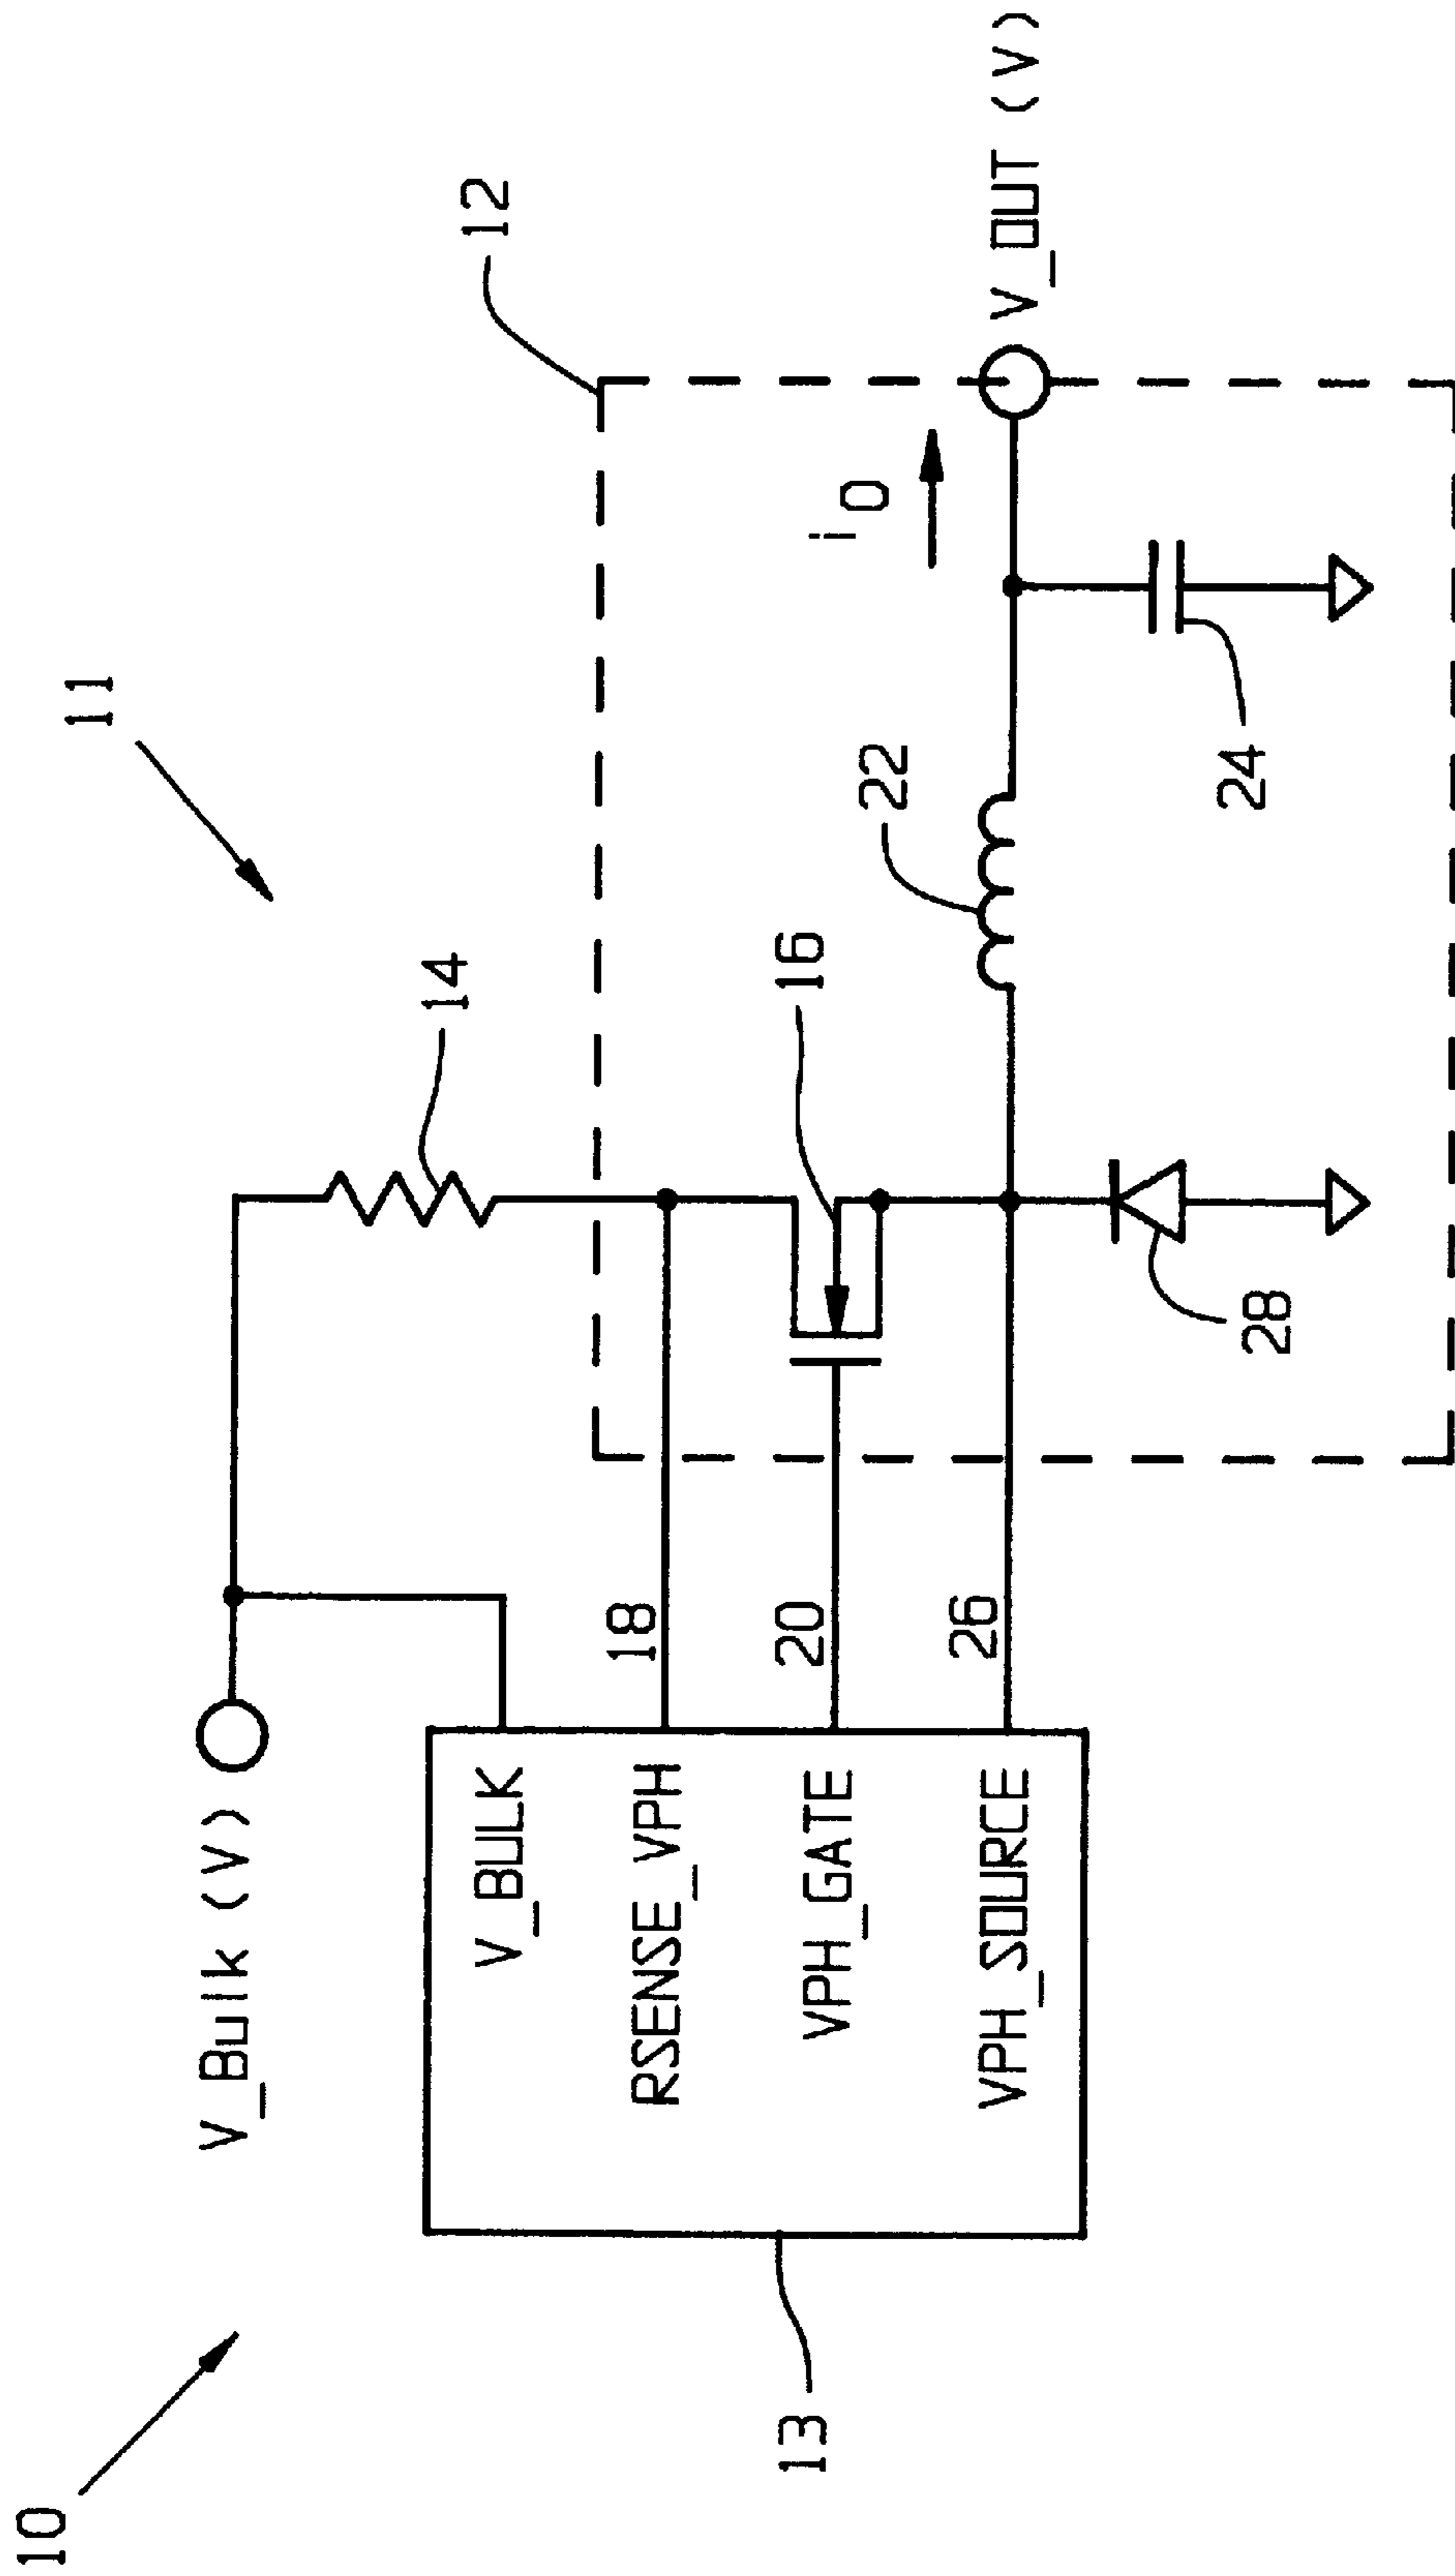 10
11
V_Bulk (V)
14
12
V_BULK
RSENSE_VPH
18
VPH_GATE
20
16
22
i0
VPH_SOURCE
26
V_OUT (V)
13
28
24